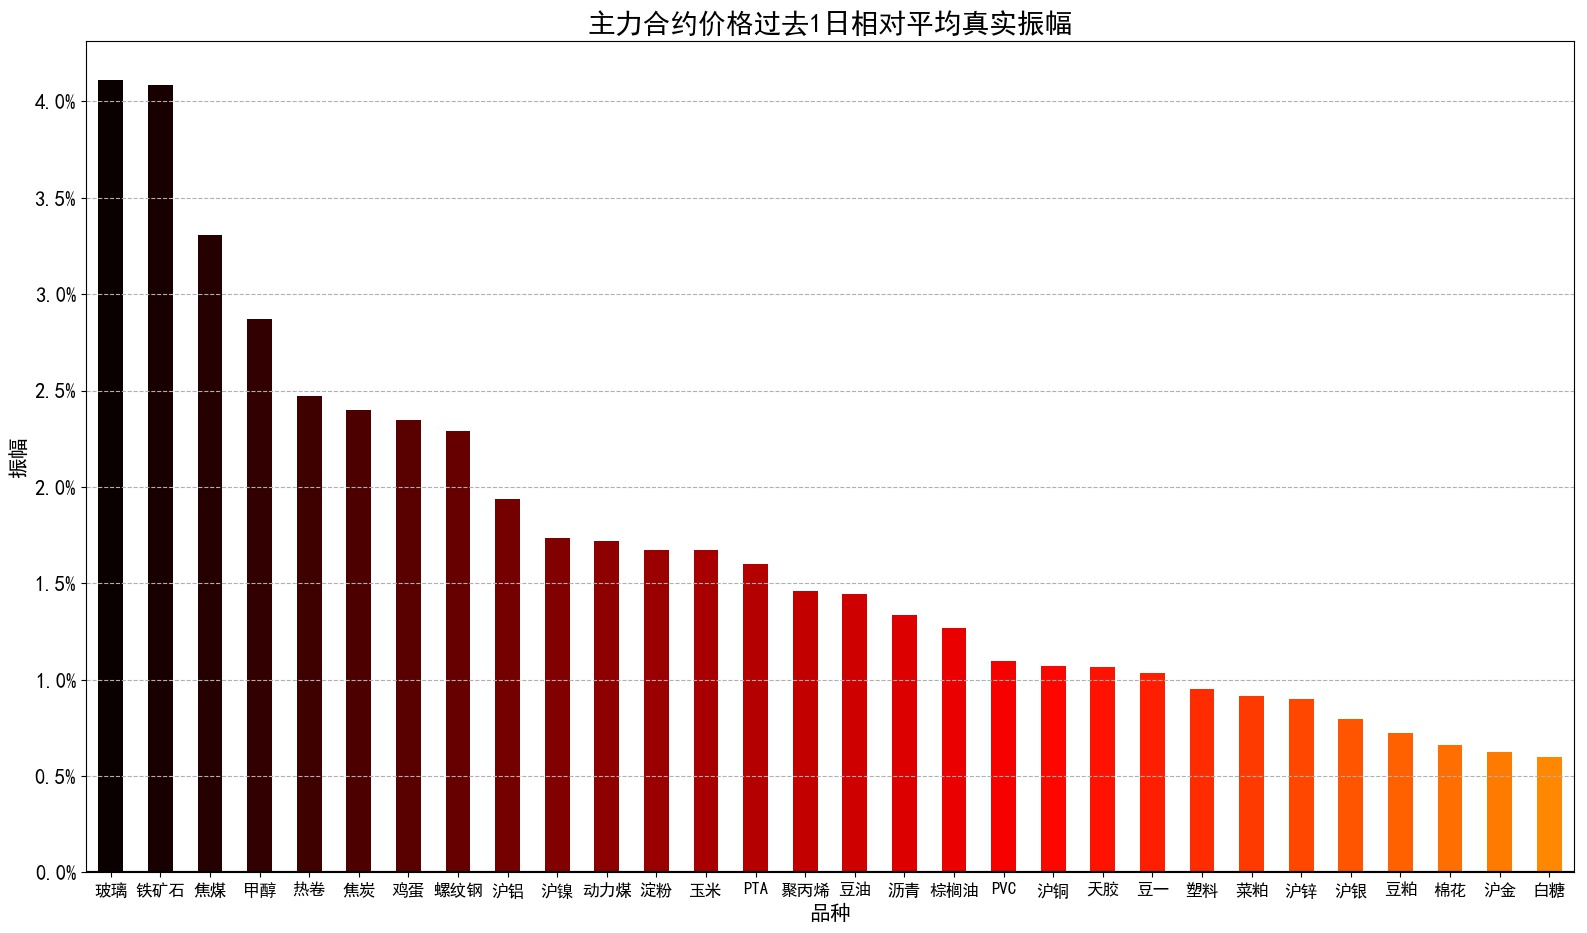 主力合约价格过去1日相对平均真实振幅
振幅
4.0%
3.5%
3.0%
2.5%
2.0%
1.5%
1.0%
0.5%
0.0%
玻璃 铁矿石 焦煤 甲醇 热卷 焦炭 鸡蛋 螺纹钢 沪铝 沪镍 动力煤 淀粉 玉米 PTA 聚丙烯 豆油 沥青 棕榈油 PVC 沪铜 天胶 豆一 塑料 菜粕 沪锌 沪银 豆粕 棉花 沪金 白糖
品种